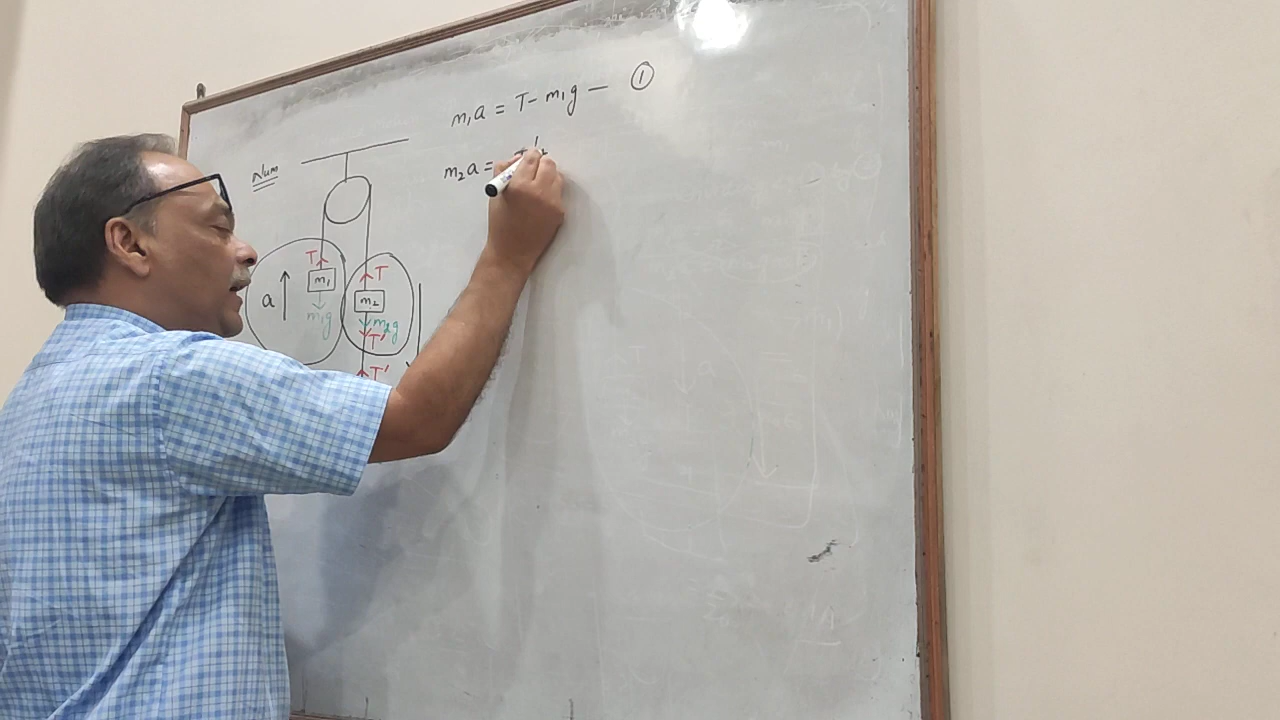 m₁a = T - m₁g — ①
m₂a = T'+
Num
T
m₁
T
a
m₂
m₁g
m₂g
T'
T'